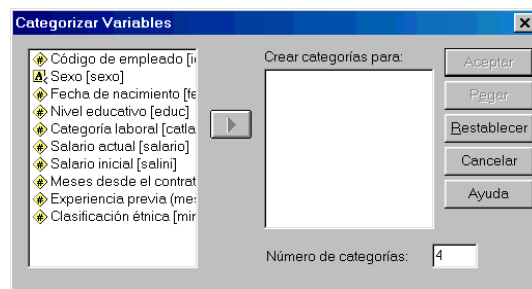 Categorizar Variables
Código de empleado [i
Sexo [sexo]
Fecha de nacimiento [fe
Nivel educativo [educ]
Categoría laboral [catla
Salario actual [salario]
Salario inicial [salini]
Meses desde el contrat
Experiencia previa (me
Clasificación étnica [mi
Crear categorías para:
Número de categorías: 4
Aceptar
Pegar
Restablecer
Cancelar
Ayuda